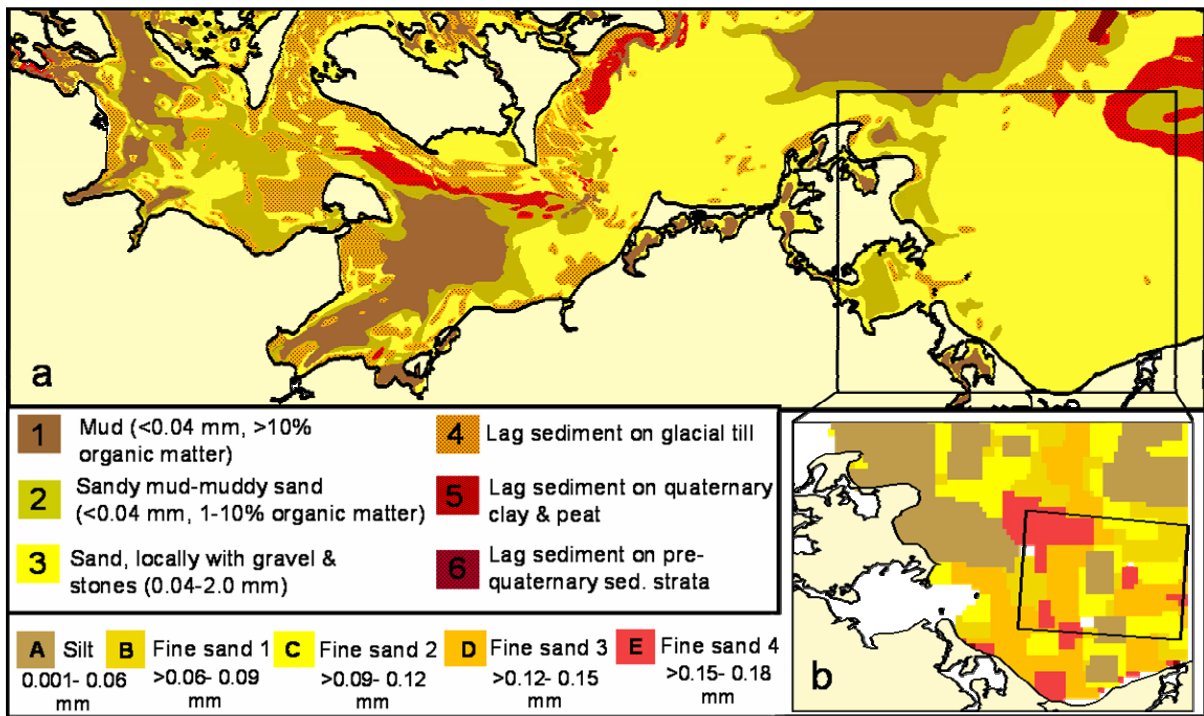 a
1 Mud (<0.04 mm, >10%
organic matter)
2 Sandy mud-muddy sand
(<0.04 mm, 1-10% organic matter)
3 Sand, locally with gravel &
stones (0.04-2.0 mm)
4 Lag sediment on glacial till
5 Lag sediment on quaternary
clay & peat
6 Lag sediment on pre-
quaternary sed. strata
A Silt
0.001- 0.06
mm
B Fine sand 1
>0.06- 0.09
mm
C Fine sand 2
>0.09- 0.12
mm
D Fine sand 3
>0.12- 0.15
mm
E Fine sand 4
>0.15- 0.18
mm
b